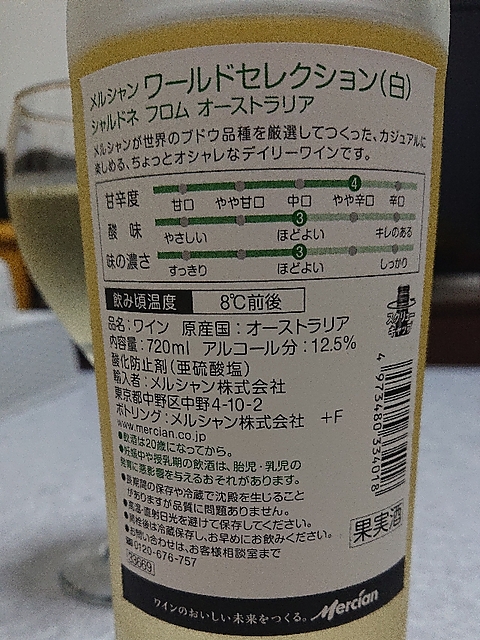 メルシャン ワールドセレクション(白)
シャルドネ フロム オーストラリア
メルシャンが世界のブドウ品種を厳選してつくった、カジュアルに
楽しめる、ちょっとオシャレなデイリーワインです。
甘辛度 4
甘口 やや甘口 中口 やや辛口 辛口
酸味 3
やさしい ほどよい キレのある
味の濃さ 3
すっきり ほどよい しっかり
飲み頃温度 8℃前後
スクリューキャップ
品名:ワイン 原産国:オーストラリア
内容量:720ml アルコール分:12.5%
酸化防止剤(亜硫酸塩)
輸入者:メルシャン株式会社
東京都中野区中野4-10-2
ボトリング:メルシャン株式会社 +F
www.mercian.co.jp
●飲酒は20歳になってから。
●妊娠中や授乳期の飲酒は、胎児・乳児の
発育に悪影響を与えるおそれがあります。
●長期間の保存や冷蔵で沈殿を生じること
がありますが品質に問題ありません。
●高温・直射日光を避けて保存してください。
●開栓後は冷蔵保存し、お早めにお飲みください。
●お問い合わせは、お客様相談室まで
0120-676-757
33669
4 973480 334018
果実酒
ワインのおいしい未来をつくる。 Mercian